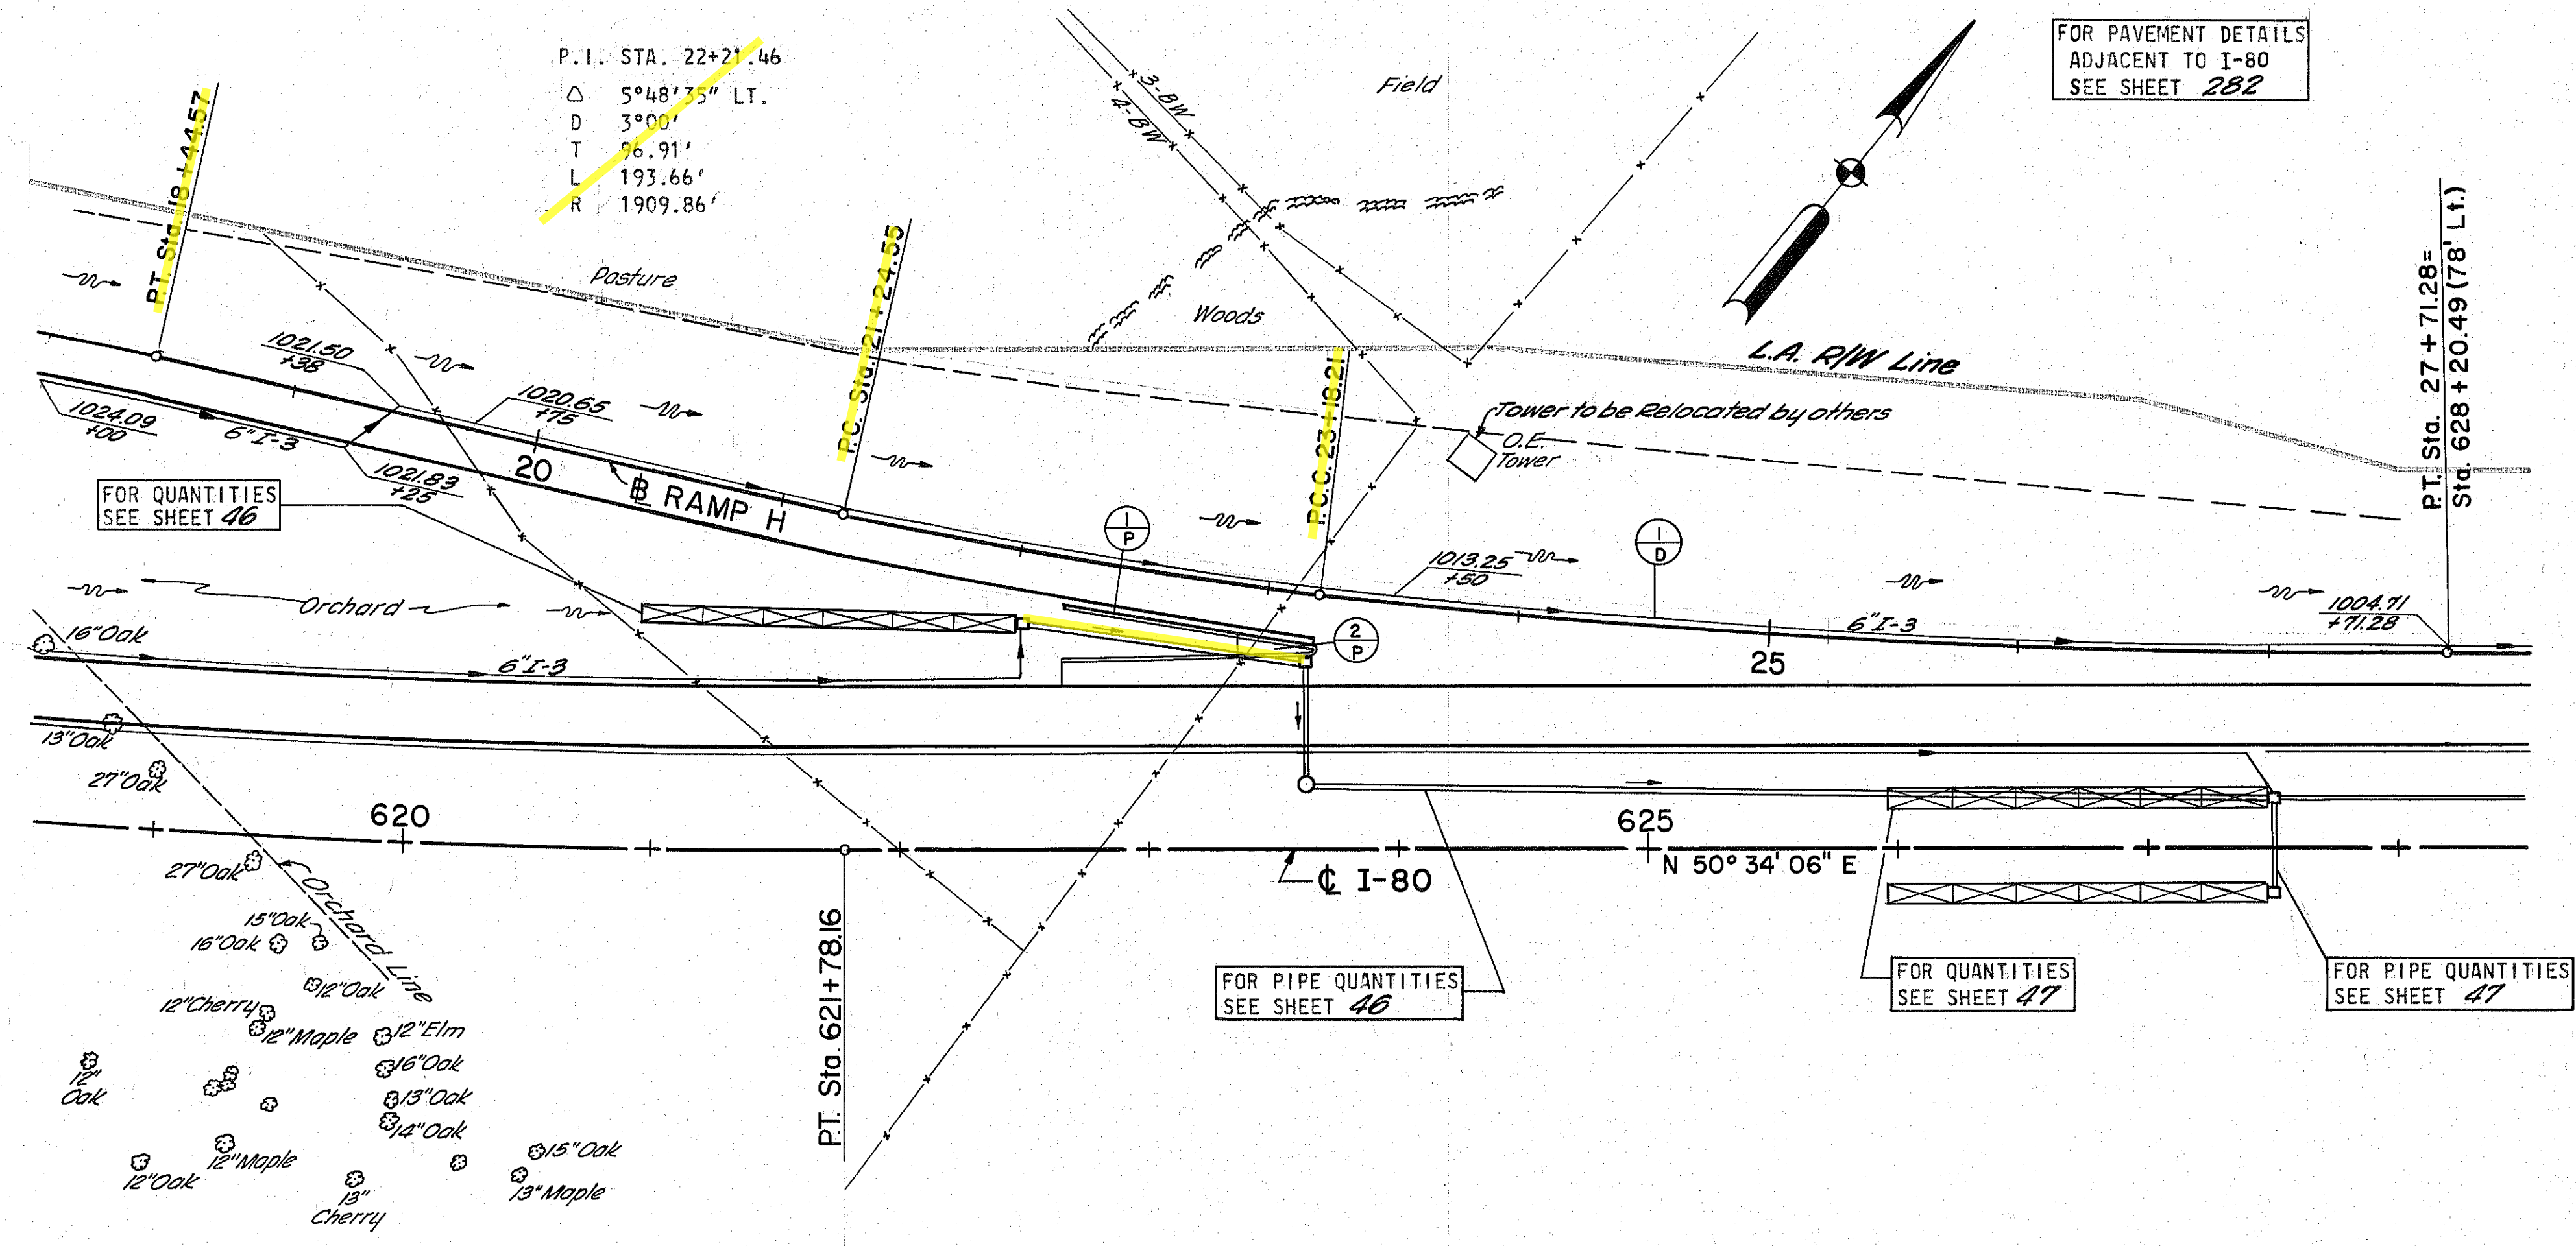 P.I. STA. 22+21.46
△ 5°48'35" LT.
D 3°00'
T 96.91'
L 193.66'
R 1909.86'
FOR PAVEMENT DETAILS
ADJACENT TO I-80
SEE SHEET 282
Field
3-BW
4-BW
P.T. Sta. 18+44.57
P.C. Sta. 21+24.55
Pasture
Woods
L.A. R/W Line
P.T. Sta. 27+71.28=
Sta. 628+20.49 (78' Lt.)
P.C.C. 23+18.21
1021.50
+38
1020.65
+75
1024.09
+00
6"I-3
1021.83
+25
20
℄ RAMP H
Tower to be Relocated by others
O.E.
Tower
FOR QUANTITIES
SEE SHEET 46
1
P
1013.25
+50
1
D
Orchard
1004.71
+71.28
6"I-3
16"Oak
2
P
25
6"I-3
13"Oak
27"Oak
620
625
N 50° 34' 06" E
℄ I-80
27"Oak
Orchard Line
15"Oak
16"Oak
P.T. Sta. 621+78.16
12"Oak
FOR PIPE QUANTITIES
SEE SHEET 46
FOR QUANTITIES
SEE SHEET 47
FOR PIPE QUANTITIES
SEE SHEET 47
12"Cherry
12"Maple
12"Elm
16"Oak
12"
Oak
13"Oak
14"Oak
12"Maple
12"Oak
15"Oak
13"Maple
13"
Cherry